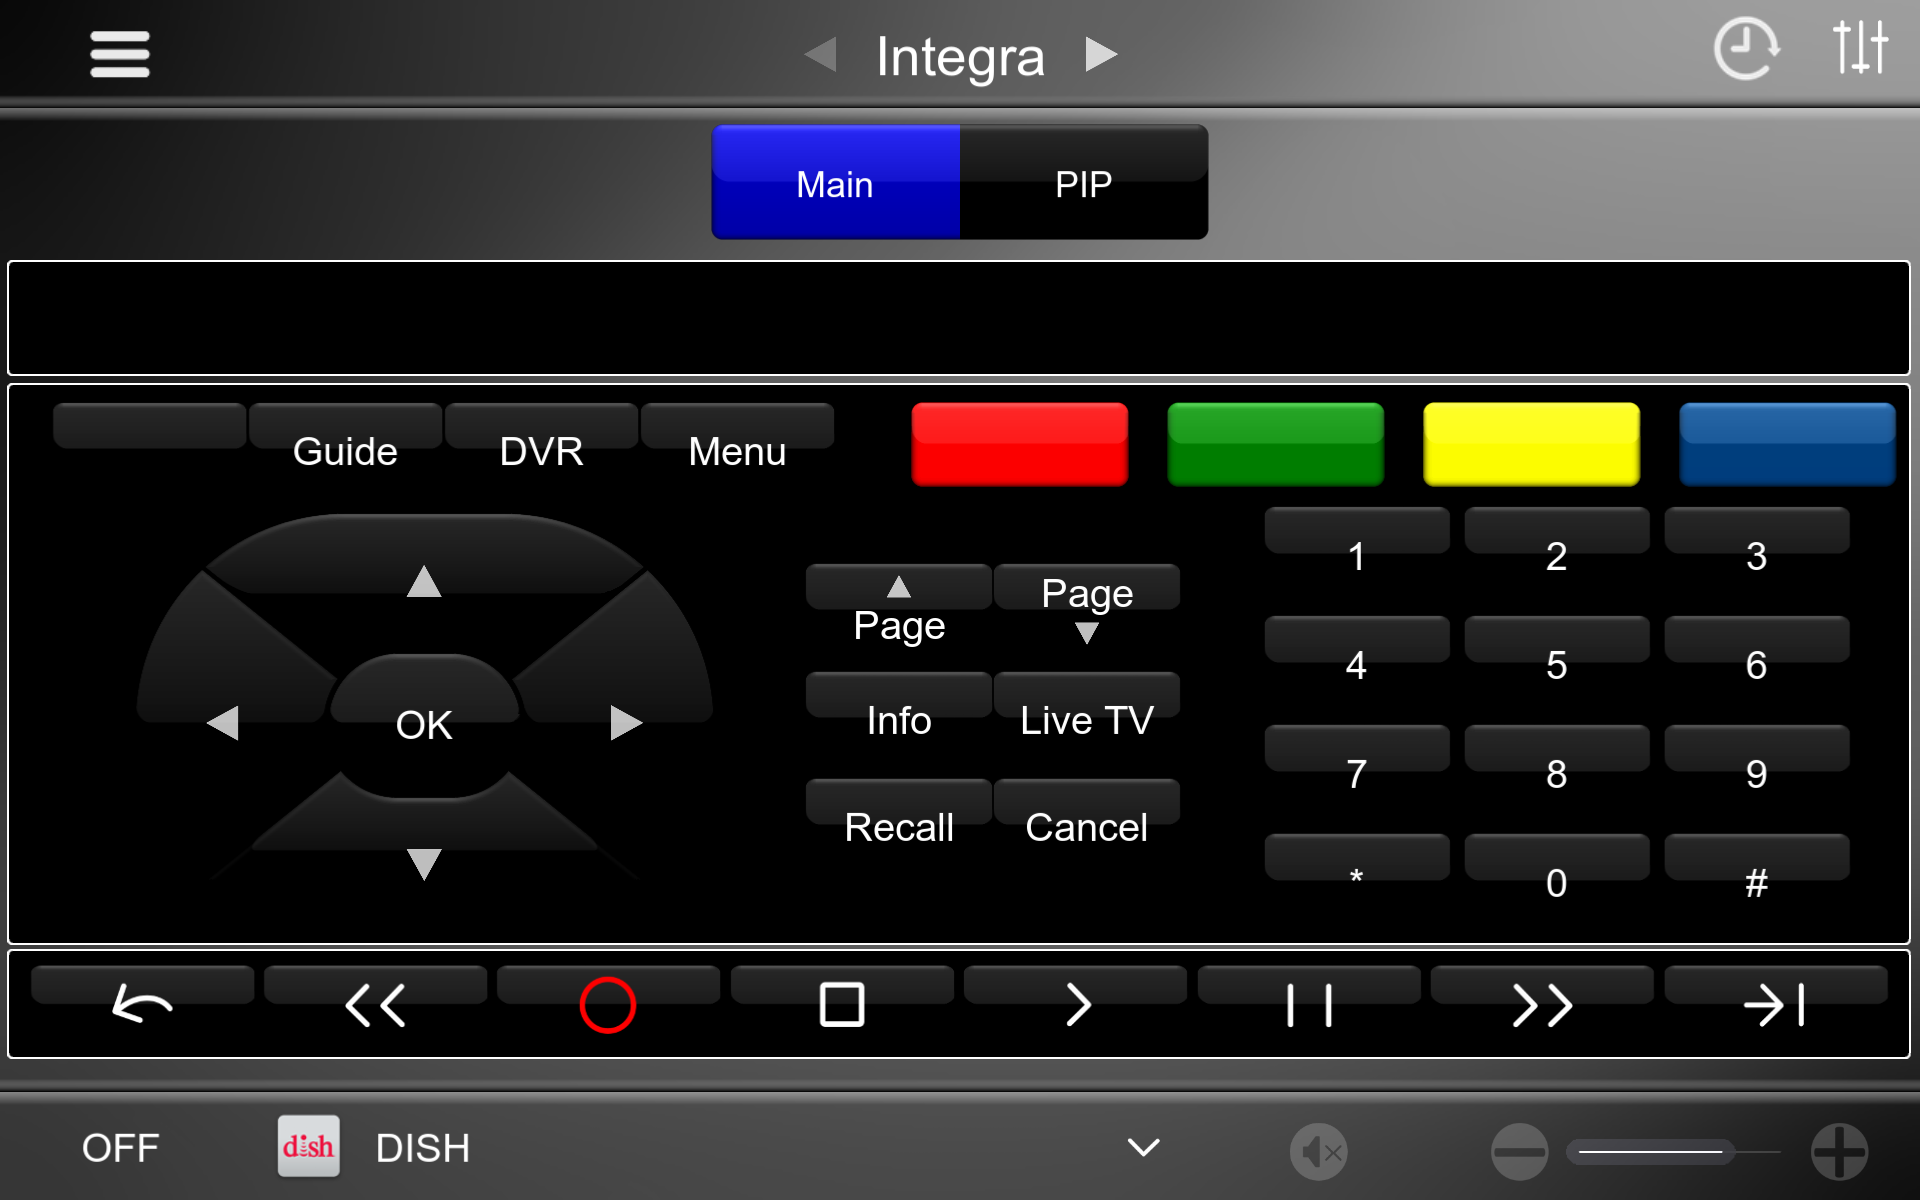 Integra
Main PIP
Guide DVR Menu
1 2 3
Page Page
4 5 6
OK Info Live TV
7 8 9
Recall Cancel
* 0 #
OFF dish DISH